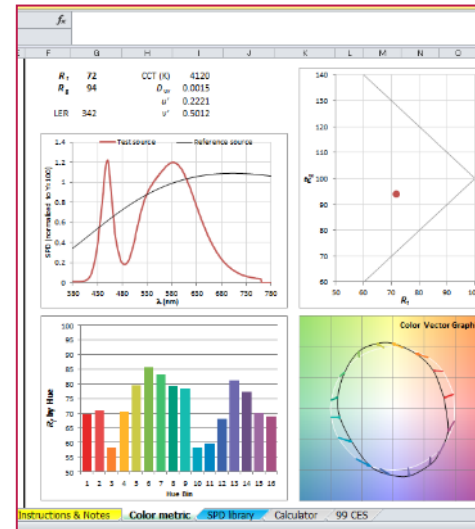 fx
F G H I J K L M N O
Rf 72 CCT (K) 4120
Rg 94 Duv 0.0015
u' 0.2221
LER 342 v' 0.5012
Test source Reference source
SPD (normalized to Y=100)
1.4
1.2
1
0.8
0.6
0.4
0.2
0
380 430 480 530 580 630 680 730 780
λ (nm)
140
130
120
110
100
90
80
70
60
Rg
50 60 70 80 90
Rf
100
95
90
85
80
75
70
65
60
55
50
Rf by Hue
1 2 3 4 5 6 7 8 9 10 11 12 13 14 15 16
Hue Bin
Color Vector Graph
Instructions & Notes Color metric SPD library Calculator 99 CES